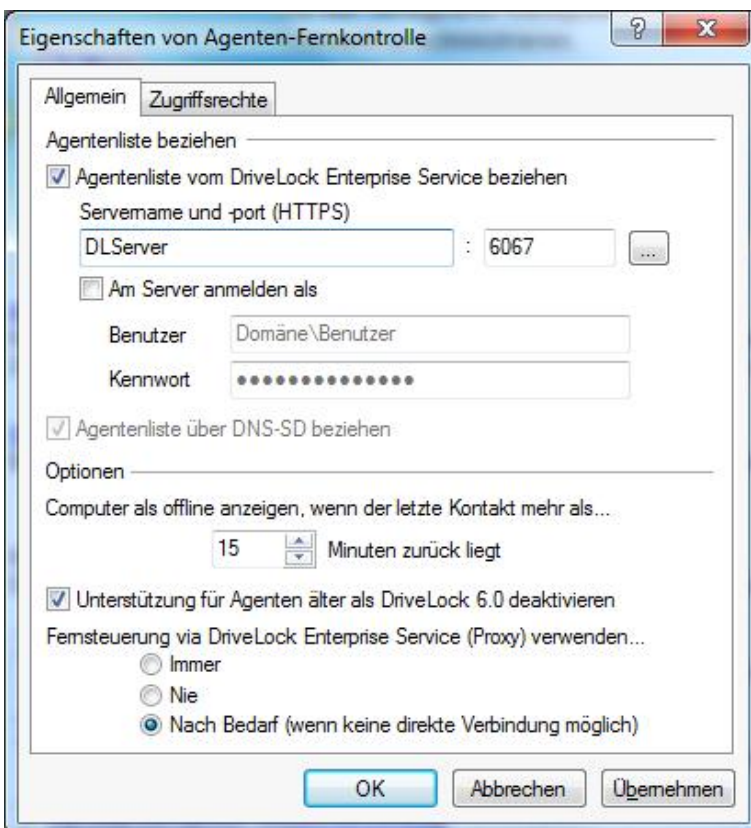 Eigenschaften von Agenten-Fernkontrolle
Allgemein Zugriffsrechte
Agentenliste beziehen
Agentenliste vom DriveLock Enterprise Service beziehen
Servername und -port (HTTPS)
DLServer : 6067 ...
Am Server anmelden als
Benutzer Domäne\Benutzer
Kennwort ●●●●●●●●●●●●●●
Agentenliste über DNS-SD beziehen
Optionen
Computer als offline anzeigen, wenn der letzte Kontakt mehr als...
15 Minuten zurück liegt
Unterstützung für Agenten älter als DriveLock 6.0 deaktivieren
Fernsteuerung via DriveLock Enterprise Service (Proxy) verwenden...
Immer
Nie
Nach Bedarf (wenn keine direkte Verbindung möglich)
OK Abbrechen Übernehmen